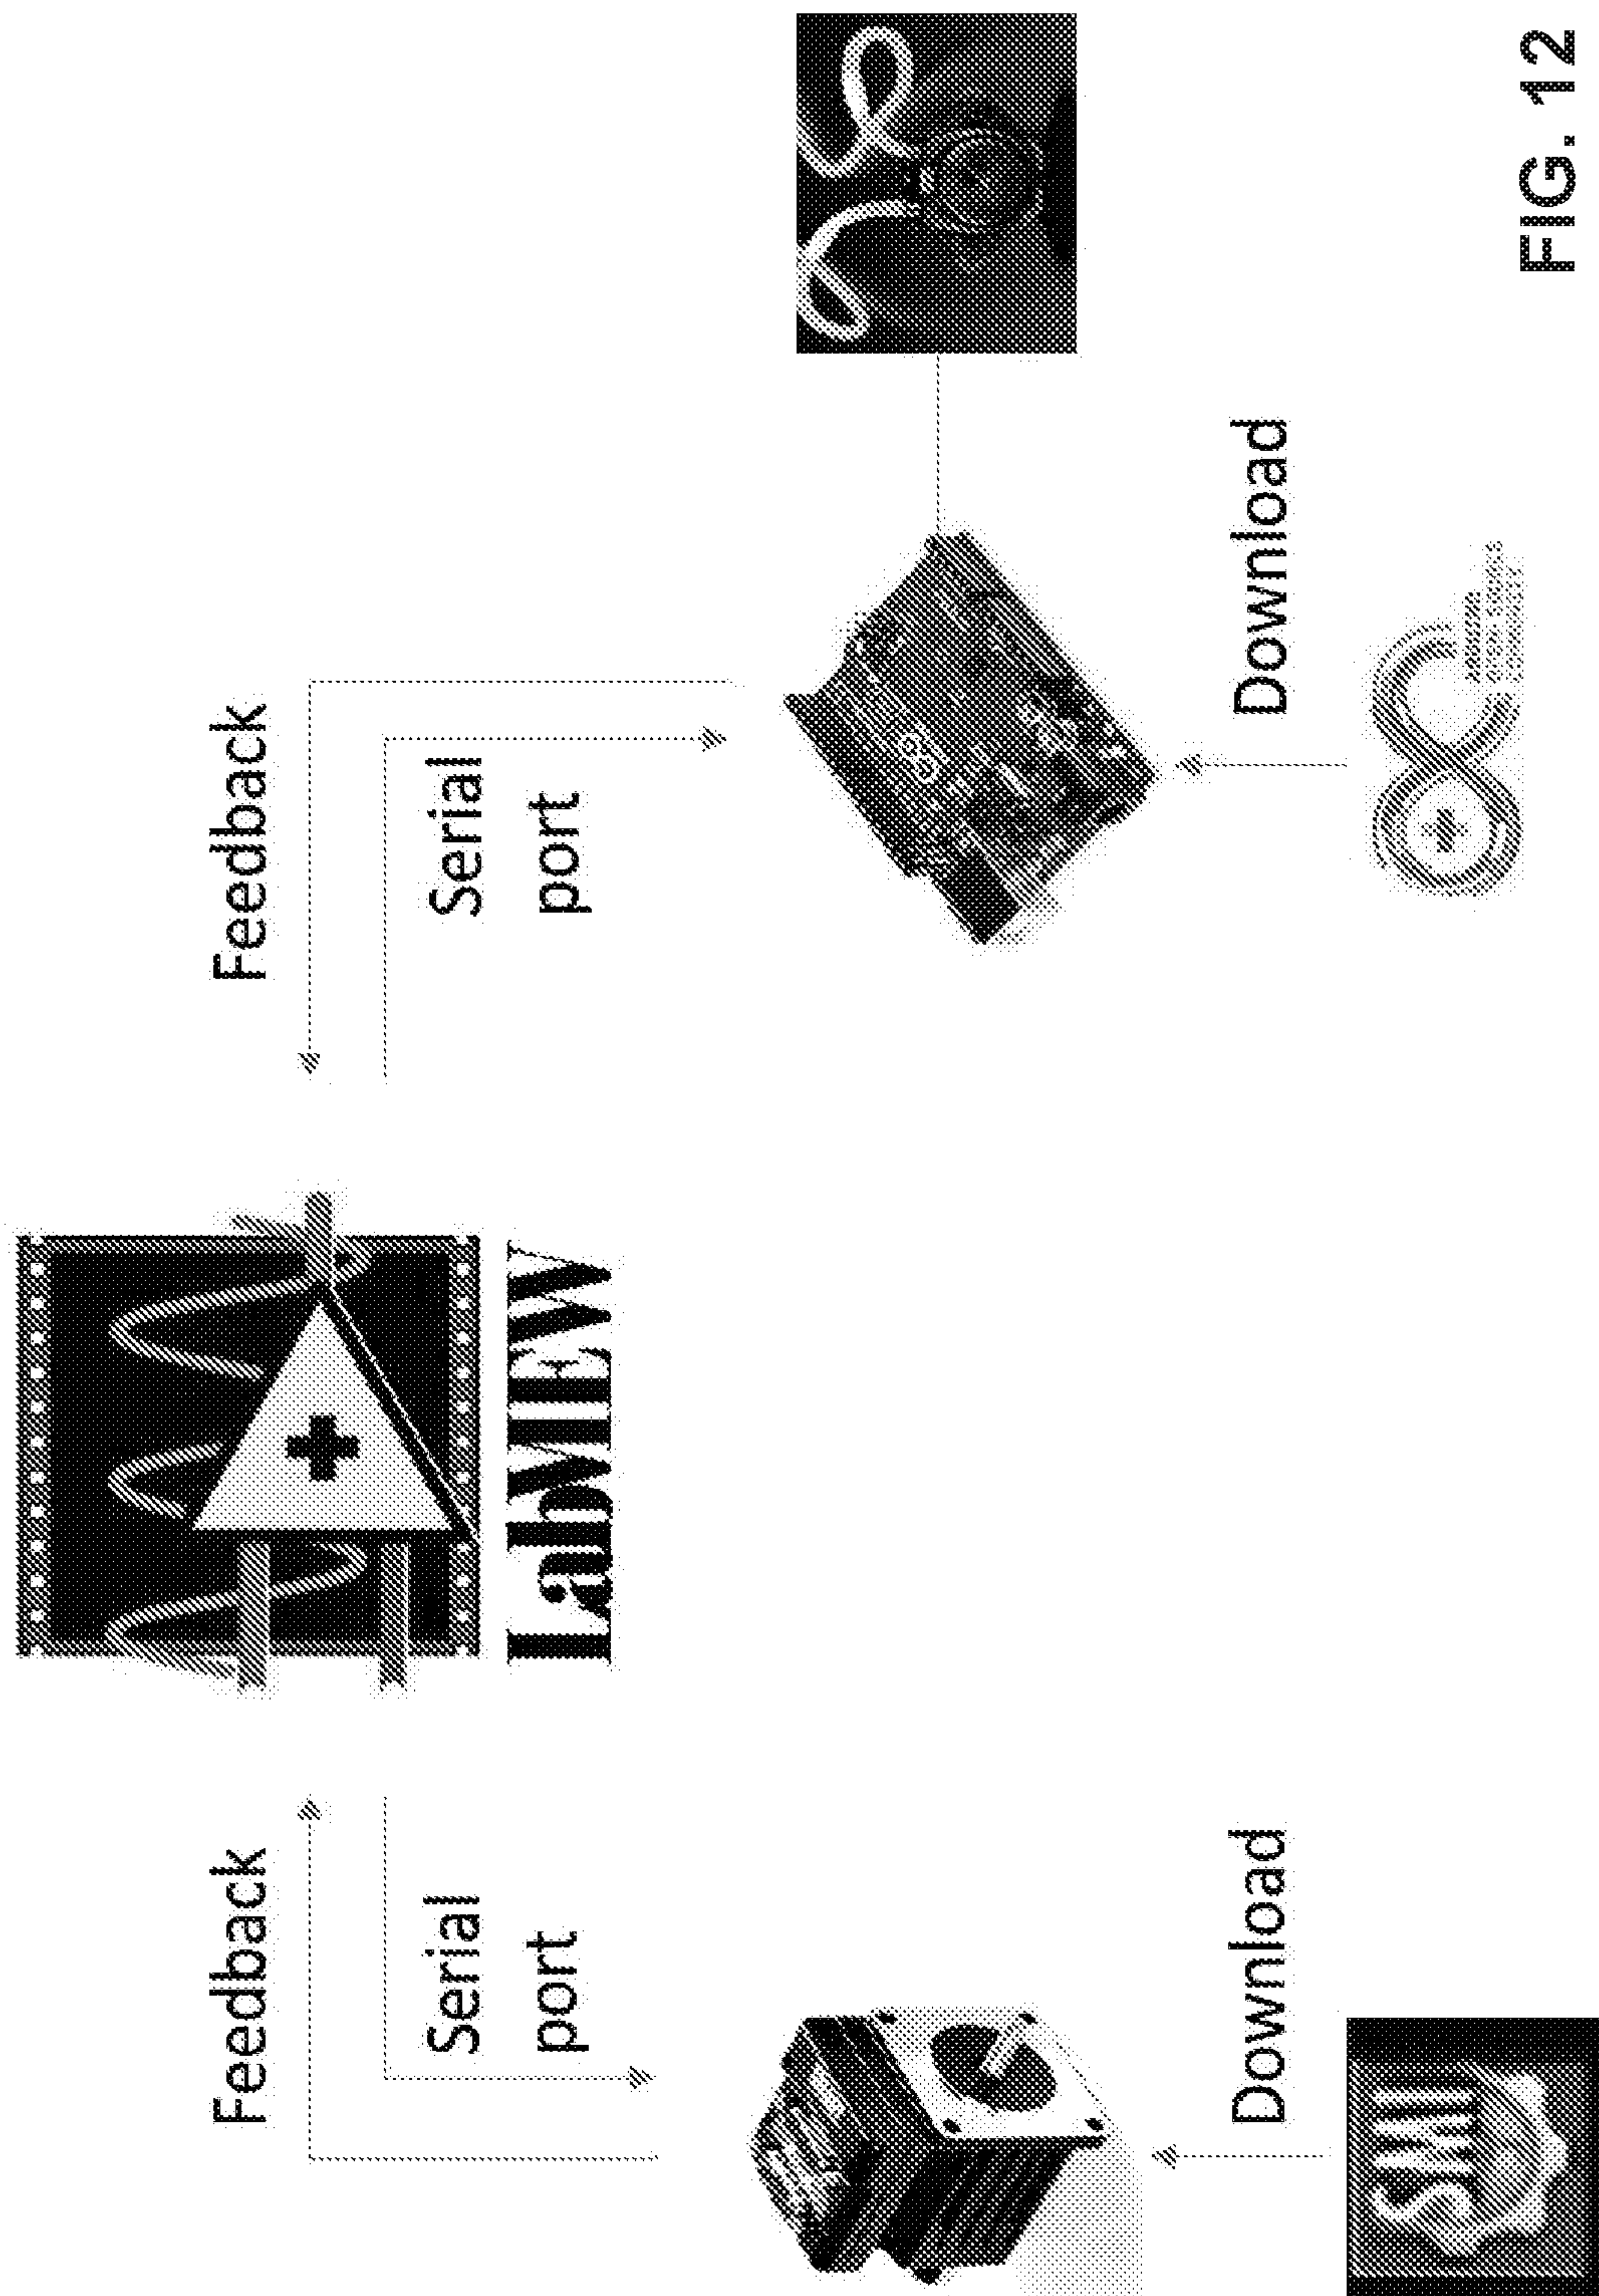 Feedback
Feedback
Serial
port
Serial
port
LabVIEW
Download
Download
SMI
FIG. 12